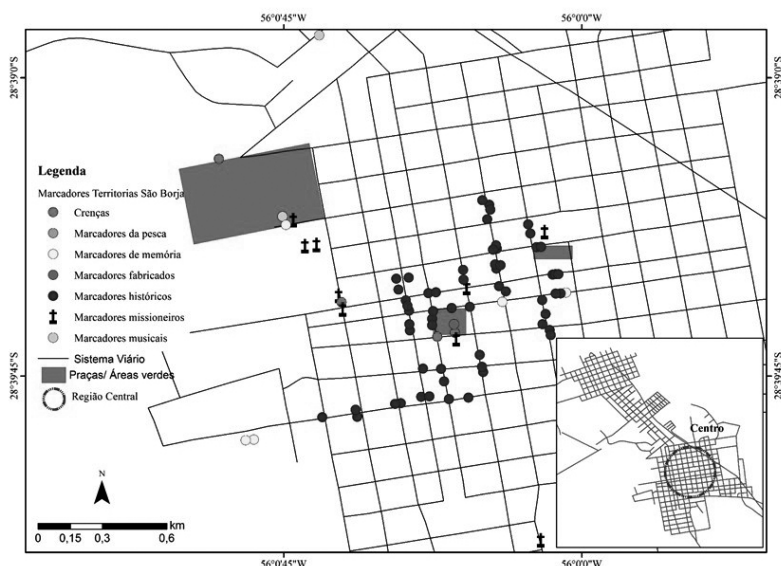 56°0'45"W
56°0'0"W
28°39'0"S
28°39'0"S
Legenda
Marcadores Territorias São Borja
Crenças
Marcadores da pesca
Marcadores de memória
Marcadores fabricados
Marcadores históricos
Marcadores missioneiros
Marcadores musicais
Sistema Viário
Praças/ Áreas verdes
Região Central
28°39'45"S
28°39'45"S
Centro
N
km
0 0,15 0,3 0,6
56°0'45"W
56°0'0"W